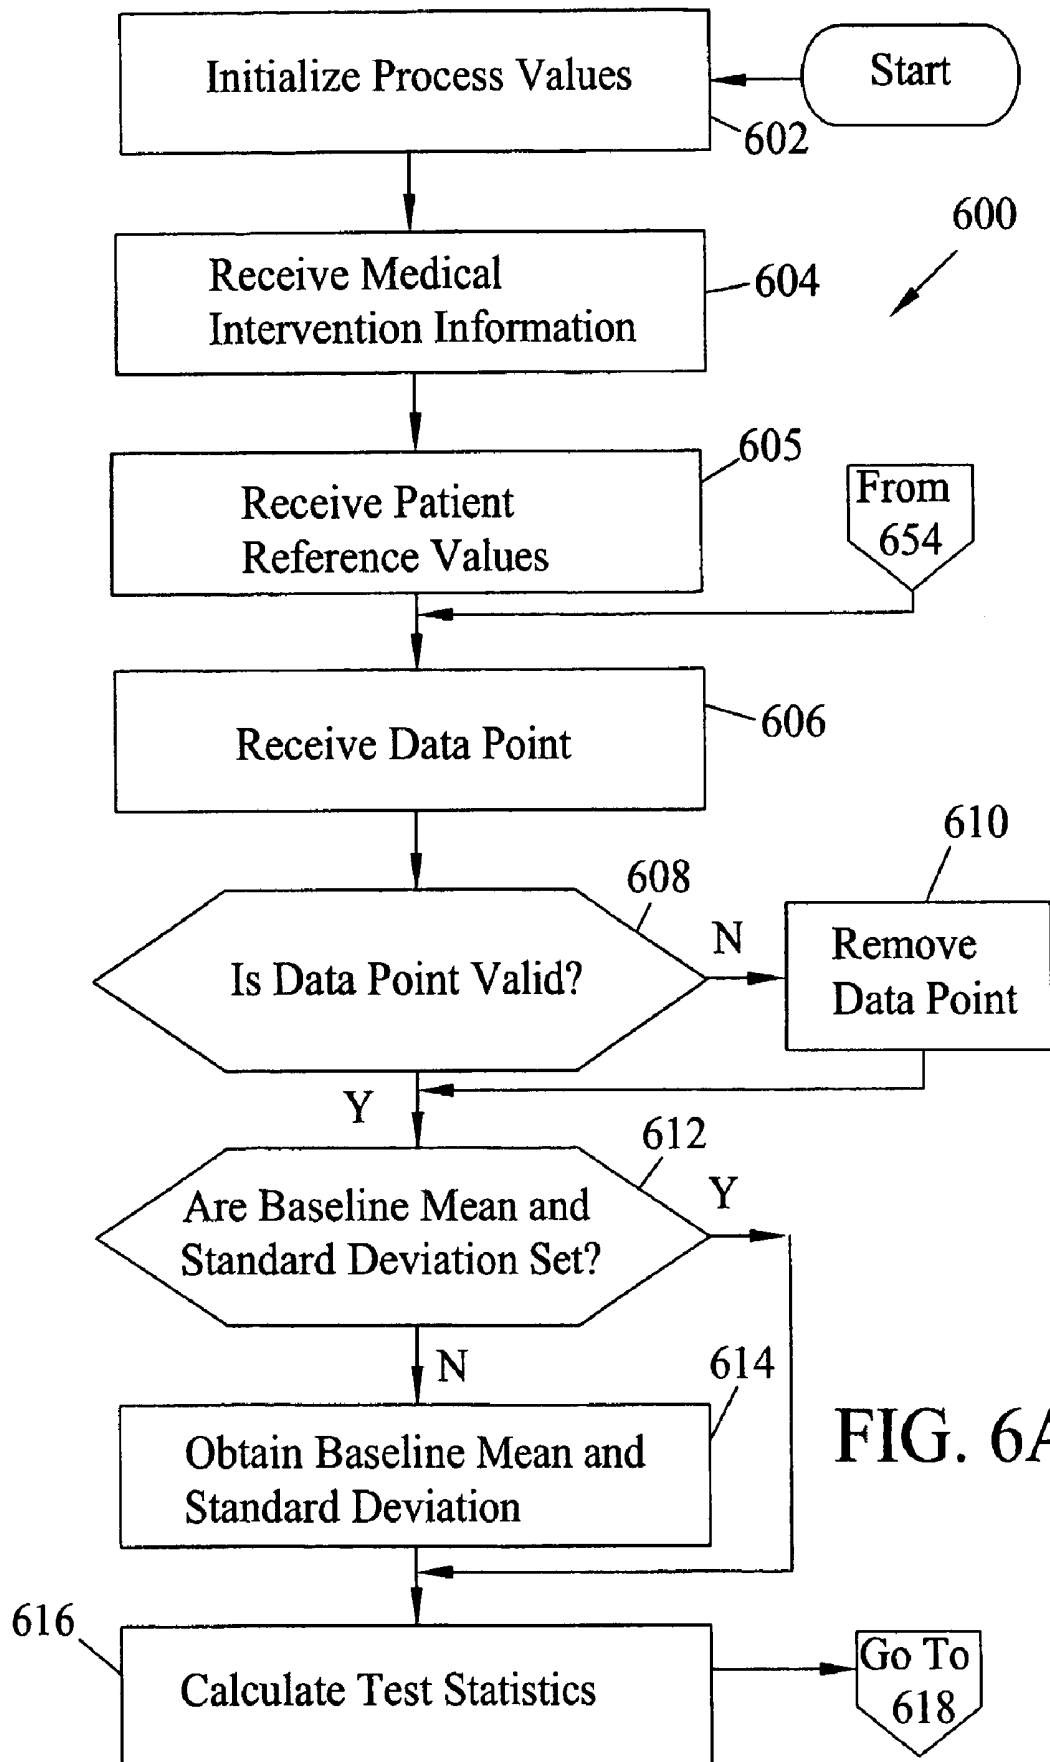 Initialize Process Values
Start
602
600
Receive Medical
Intervention Information
604
605
Receive Patient
Reference Values
From
654
Receive Data Point
606
610
608
Is Data Point Valid?
N
Remove
Data Point
Y
612
Are Baseline Mean and
Standard Deviation Set?
Y
N
614
Obtain Baseline Mean and
Standard Deviation
FIG. 6A
616
Calculate Test Statistics
Go To
618